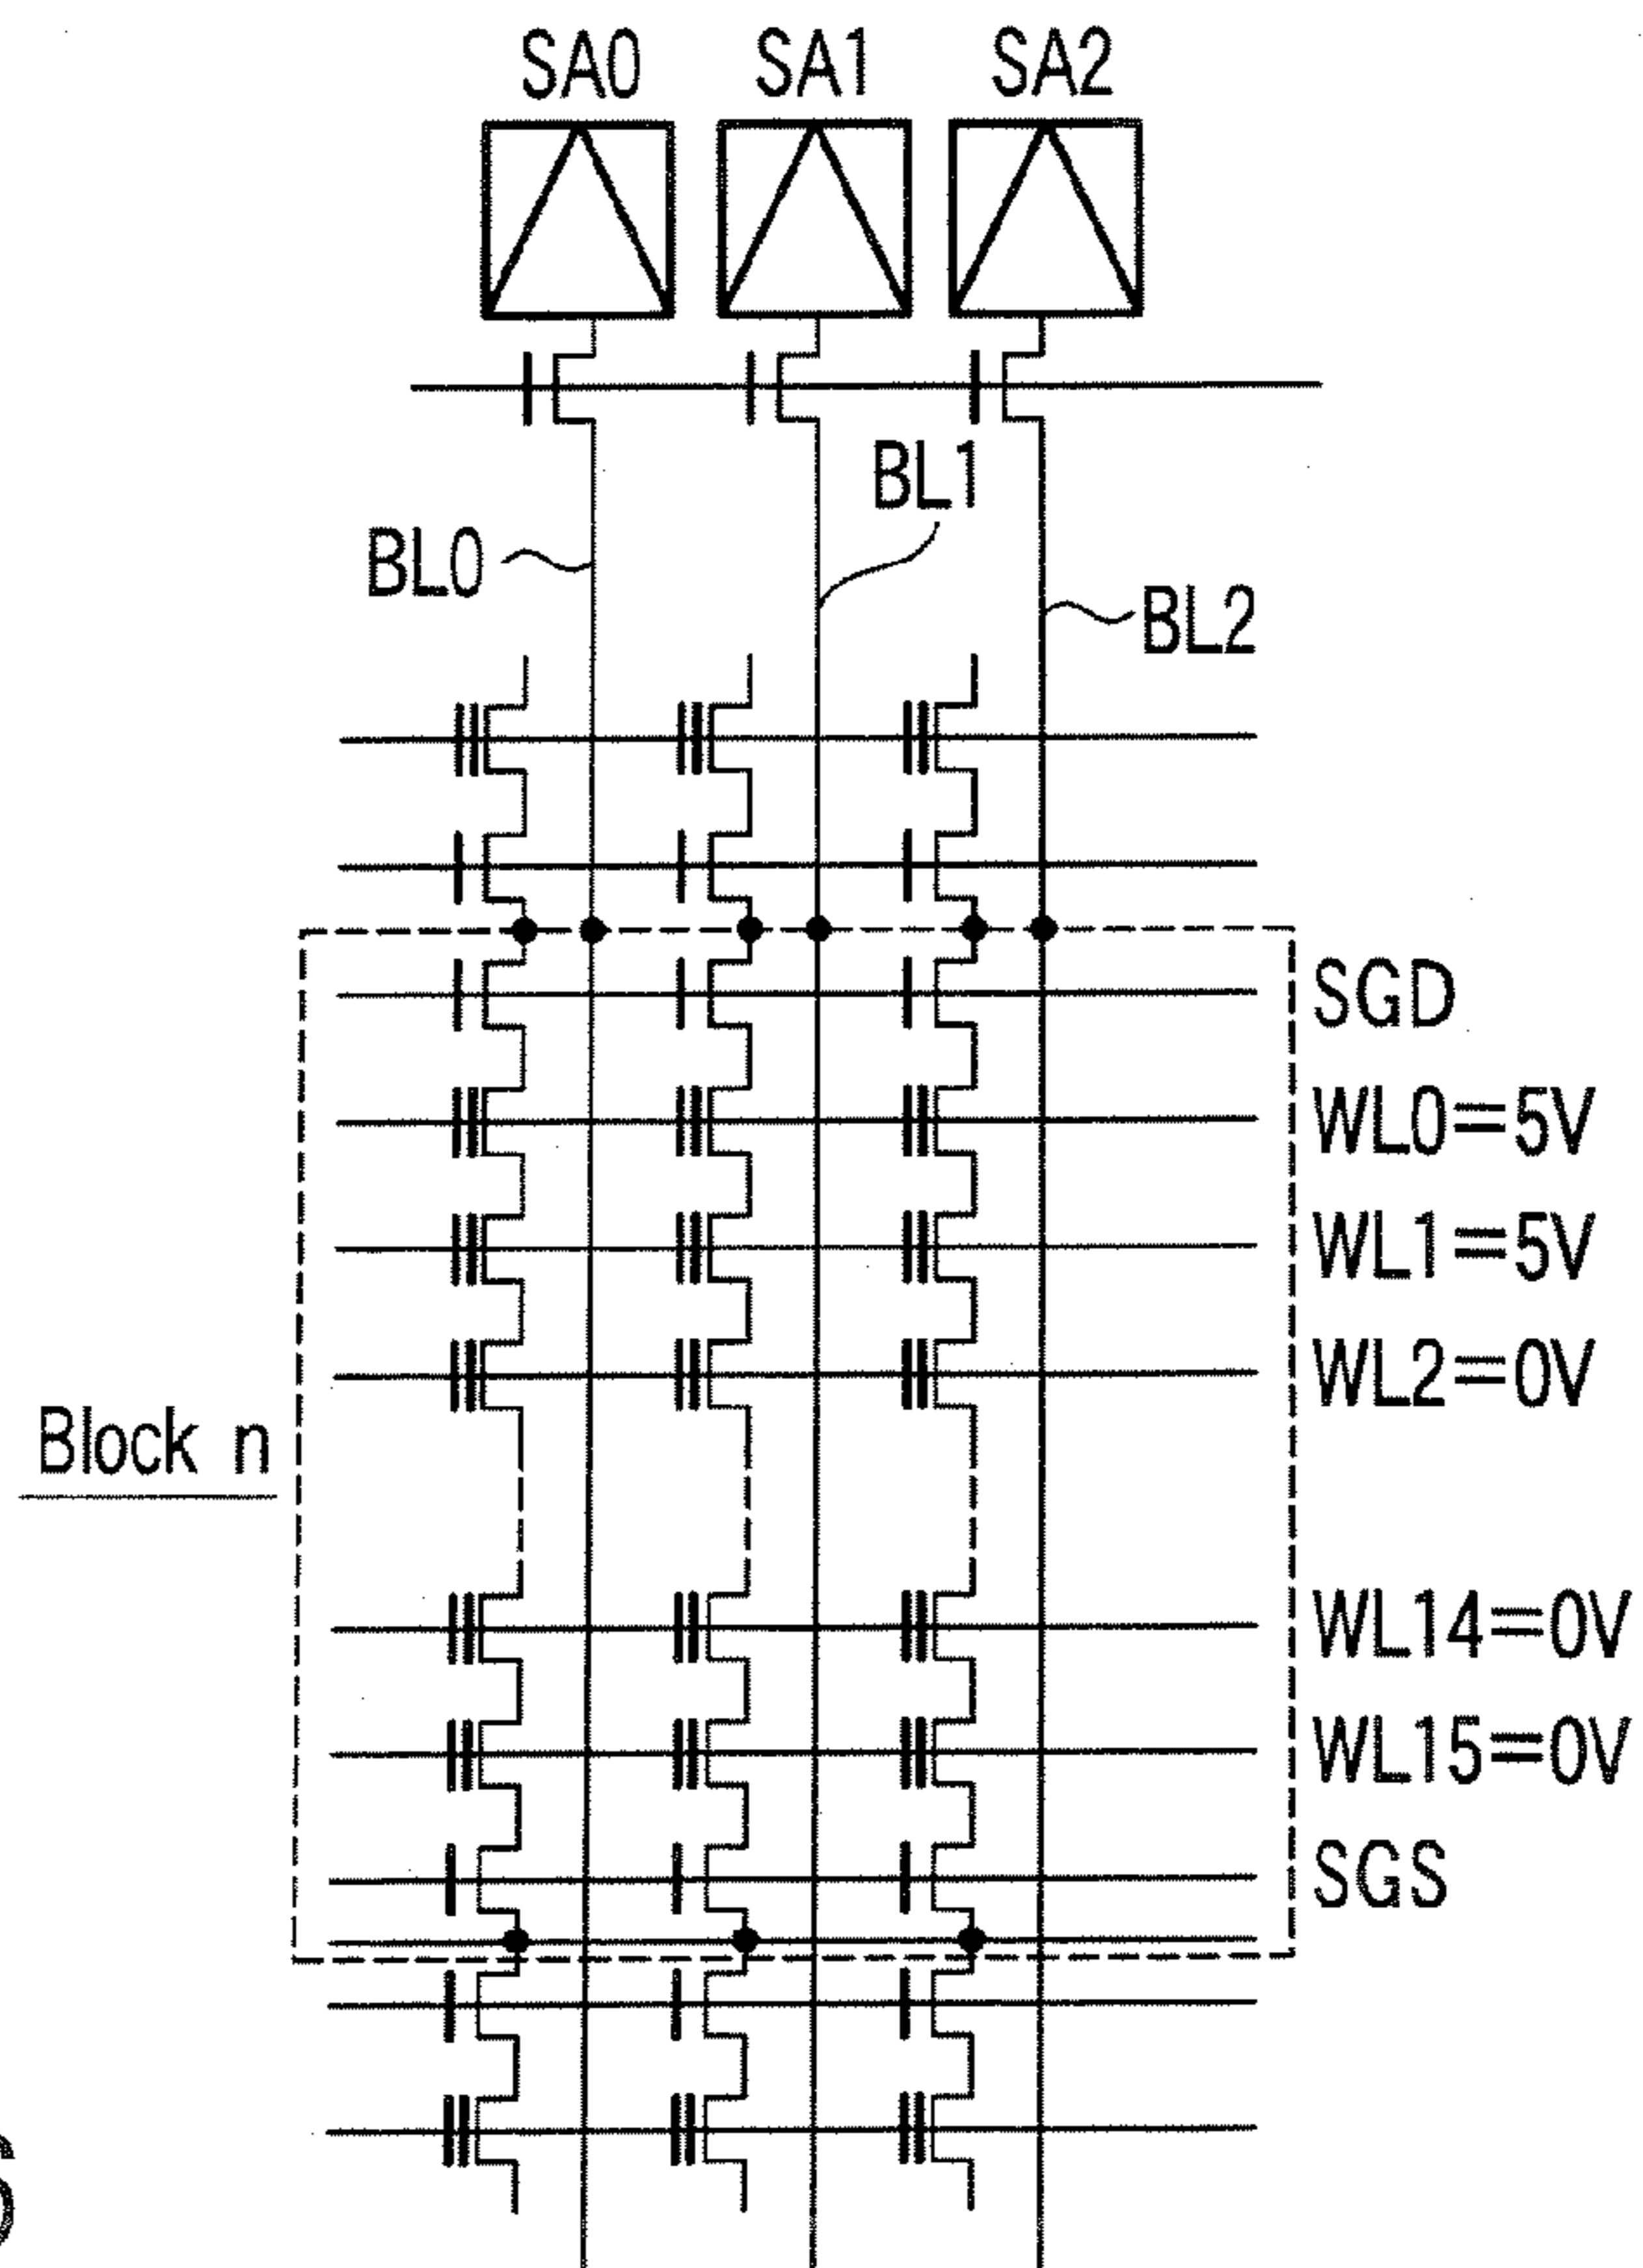 SA0 SA1 SA2
BL1
BL0
BL2
SGD
WL0=5V
WL1=5V
WL2=0V
Block n
WL14=0V
WL15=0V
SGS